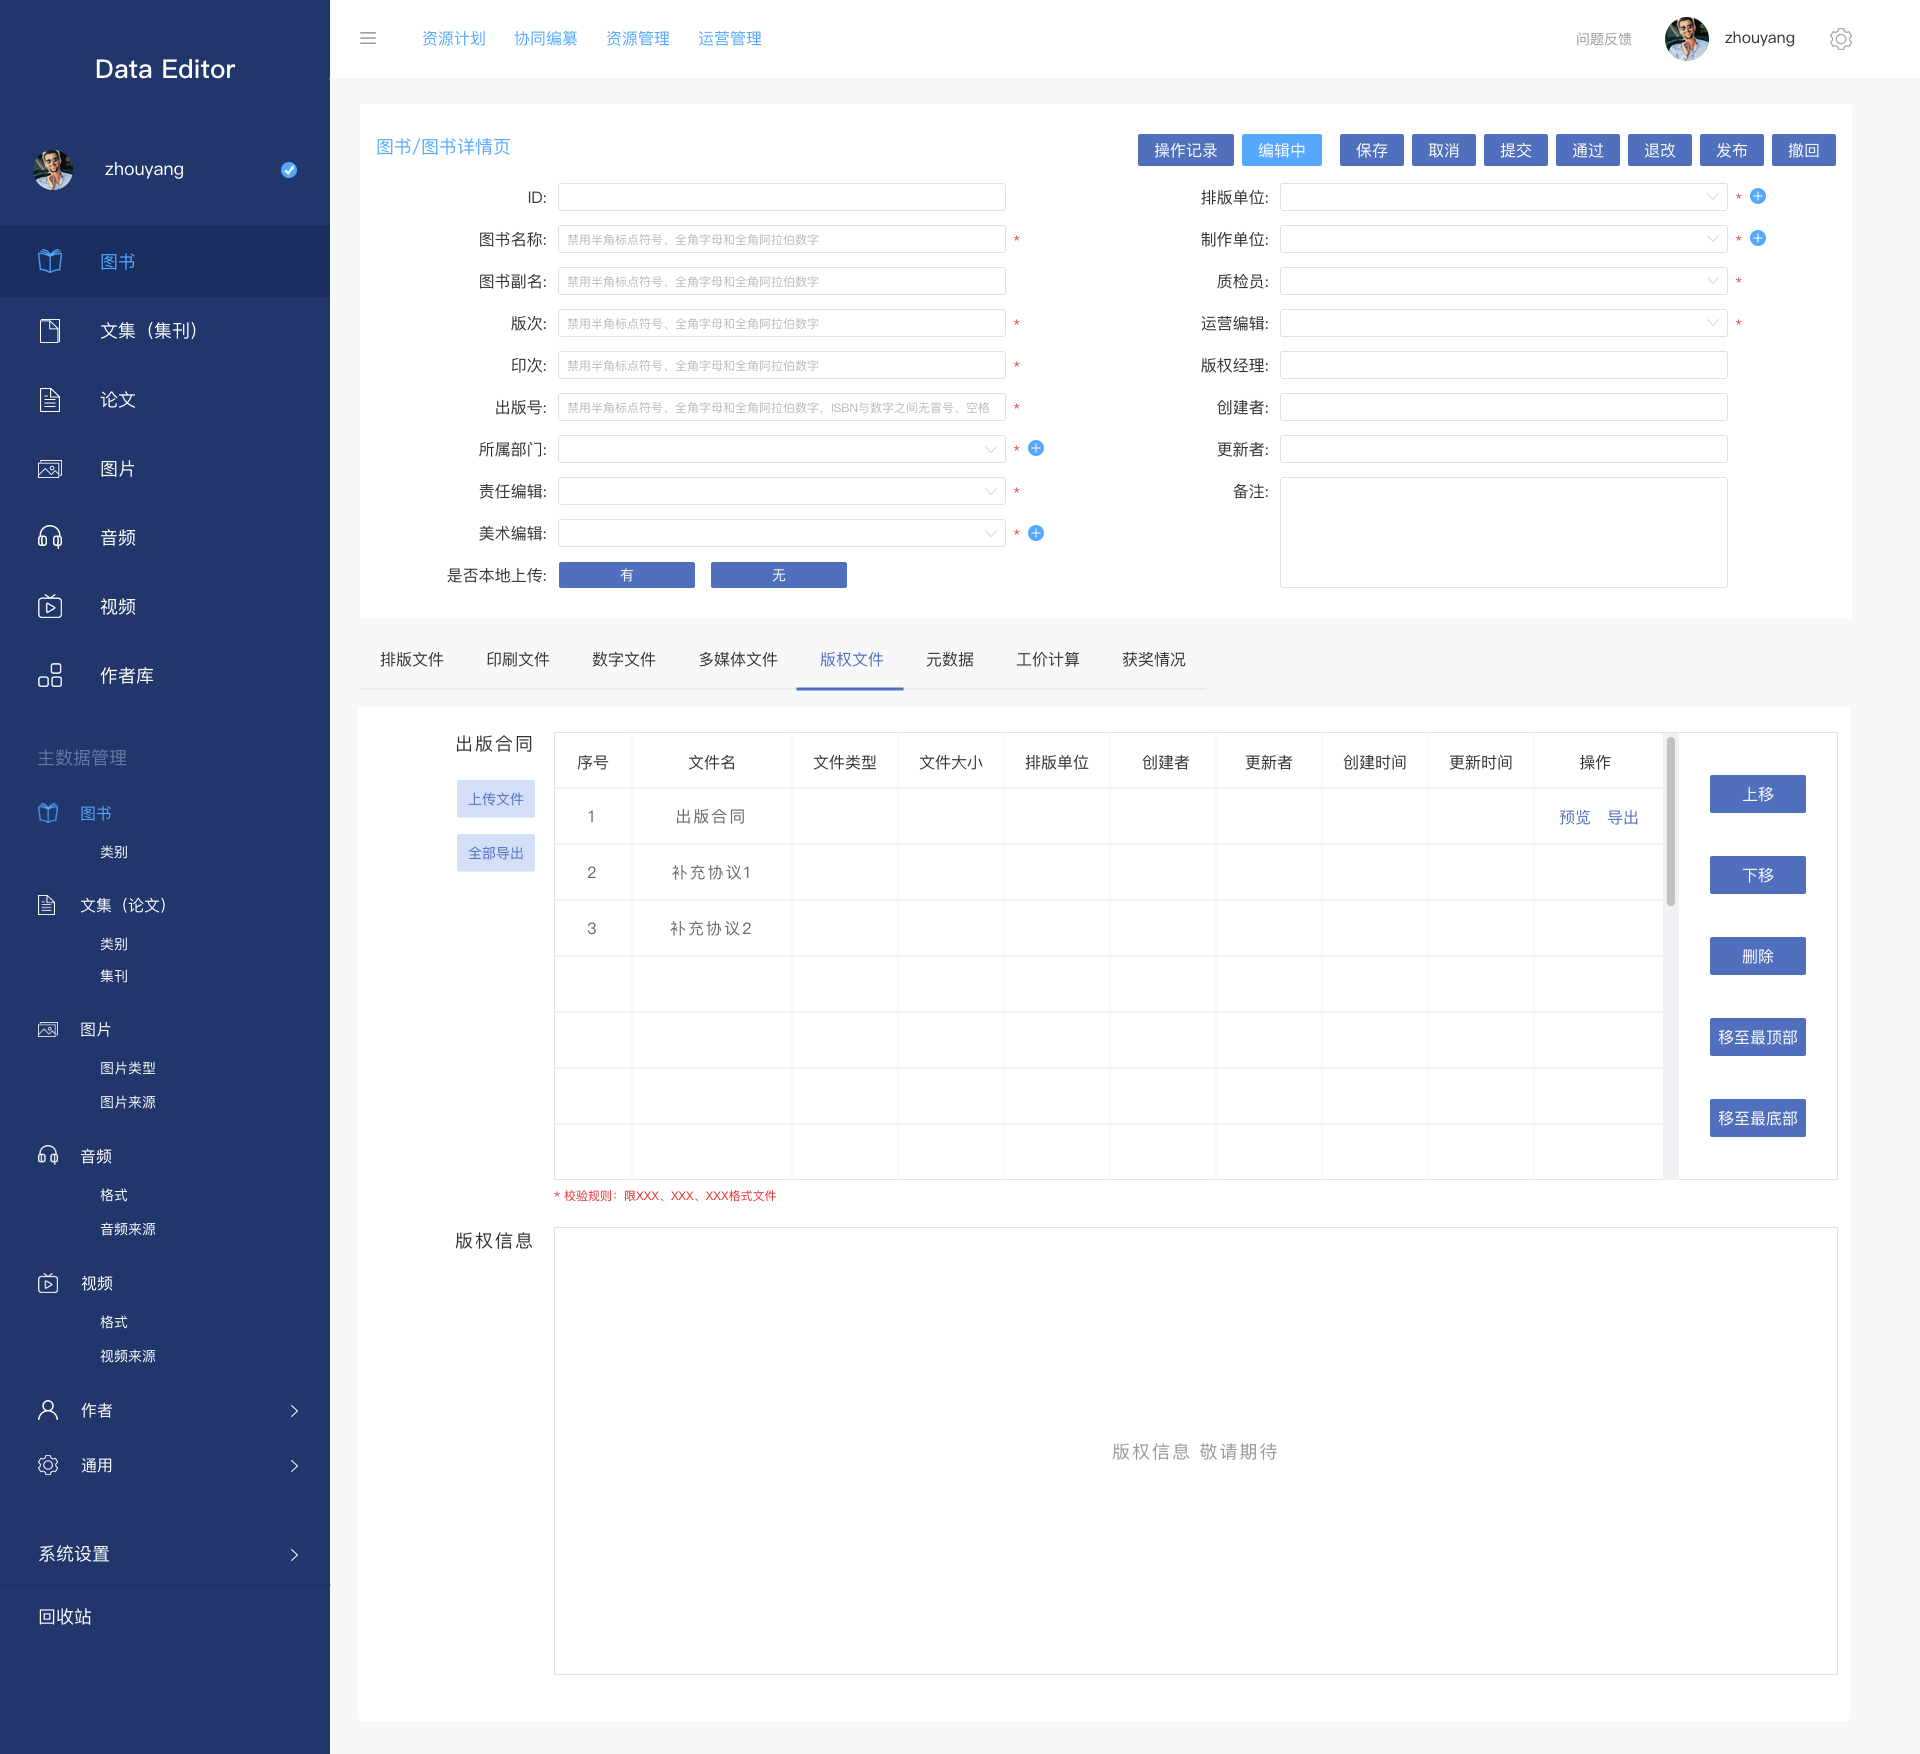 Data Editor
zhouyang
图书
文集（集刊）
论文
图片
音频
视频
作者库
主数据管理
图书
类别
文集（论文）
类别
集刊
图片
图片类型
图片来源
音频
格式
音频来源
视频
格式
视频来源
作者
通用
系统设置
回收站
资源计划 协同编纂 资源管理 运营管理
问题反馈 zhouyang
图书/图书详情页
操作记录 编辑中 保存 取消 提交 通过 退改 发布 撤回
ID:
图书名称: 禁用半角标点符号、全角字母和全角阿拉伯数字 *
图书副名: 禁用半角标点符号、全角字母和全角阿拉伯数字
版次: 禁用半角标点符号、全角字母和全角阿拉伯数字 *
印次: 禁用半角标点符号、全角字母和全角阿拉伯数字 *
出版号: 禁用半角标点符号、全角字母和全角阿拉伯数字，ISBN与数字之间无冒号、空格 *
所属部门: *
责任编辑: *
美术编辑: *
是否本地上传: 有 无
排版单位: *
制作单位: *
质检员: *
运营编辑: *
版权经理:
创建者:
更新者:
备注:
排版文件 印刷文件 数字文件 多媒体文件 版权文件 元数据 工价计算 获奖情况
出版合同
上传文件
全部导出
序号 文件名 文件类型 文件大小 排版单位 创建者 更新者 创建时间 更新时间 操作
1 出版合同 预览 导出
2 补充协议1
3 补充协议2
上移
下移
删除
移至最顶部
移至最底部
* 校验规则：限XXX、XXX、XXX格式文件
版权信息
版权信息 敬请期待